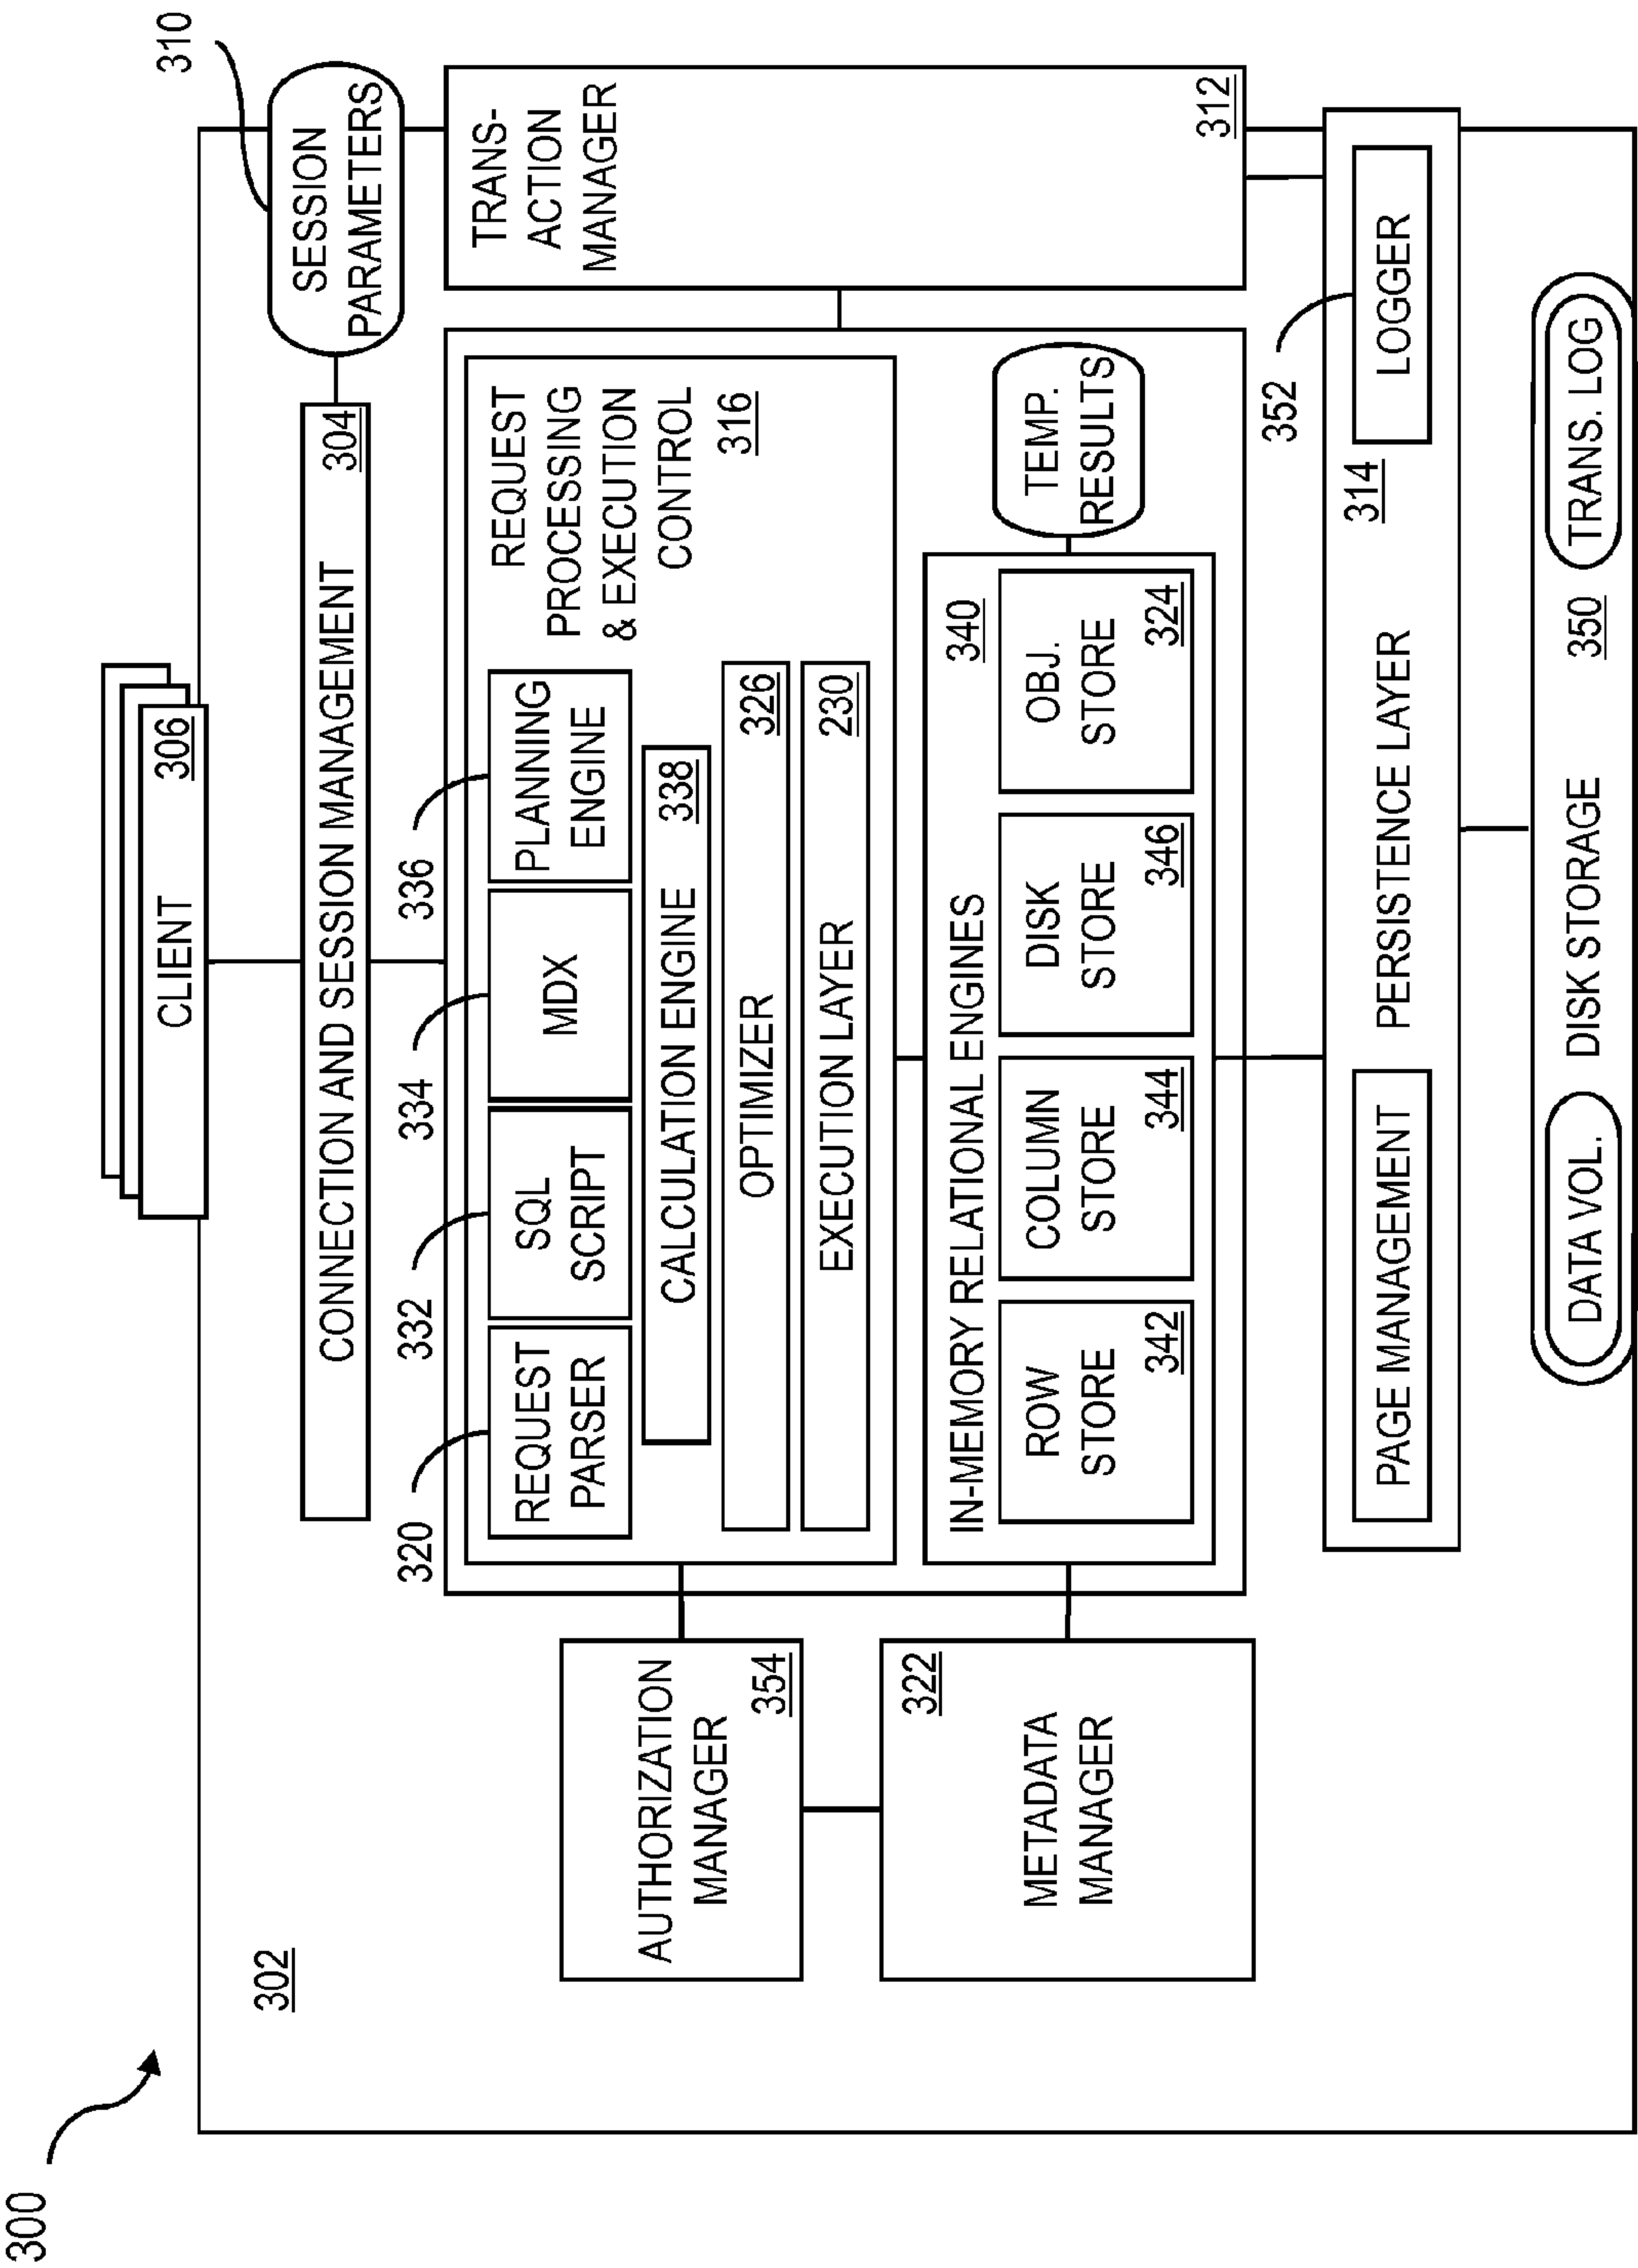 300
302
CLIENT
306
310
SESSION
PARAMETERS
CONNECTION AND SESSION MANAGEMENT
304
320
332
334
336
REQUEST
PARSER
SQL
SCRIPT
MDX
PLANNING
ENGINE
REQUEST
PROCESSING
& EXECUTION
CONTROL
316
CALCULATION ENGINE
338
OPTIMIZER
326
EXECUTION LAYER
230
TRANS-
ACTION
MANAGER
312
AUTHORIZATION
MANAGER
354
METADATA
MANAGER
322
IN-MEMORY RELATIONAL ENGINES
340
ROW
STORE
342
COLUMN
STORE
344
DISK
STORE
346
OBJ.
STORE
324
TEMP.
RESULTS
352
PAGE MANAGEMENT
PERSISTENCE LAYER
314
LOGGER
DATA VOL.
DISK STORAGE
350
TRANS. LOG